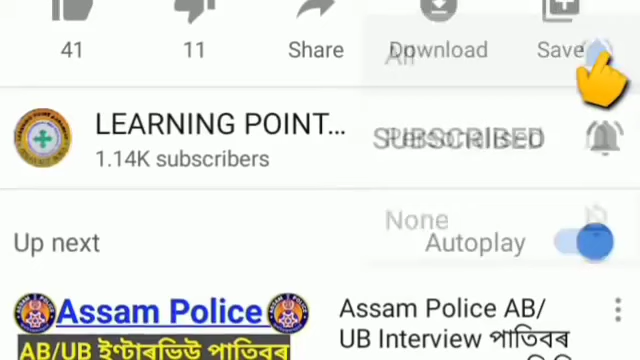 41
11
Share
Download
Save
All
LEARNING POINT...
SUBSCRIBED
Personalised
1.14K subscribers
None
Up next
Autoplay
Assam Police
AB/UB ইণ্টাৰভিউ পাতিবৰ
Assam Police AB/
UB Interview পাতিবৰ